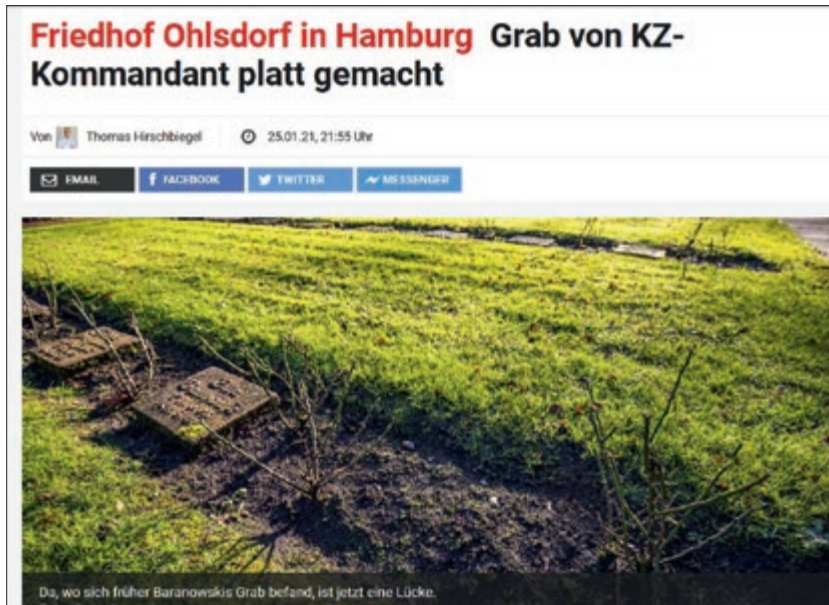 Friedhof Ohlsdorf in Hamburg Grab von KZ-
Kommandant platt gemacht
Von Thomas Hirschbiegel 25.01.21, 21:55 Uhr
EMAIL FACEBOOK TWITTER MESSENGER
Da, wo sich früher Baranowskis Grab befand, ist jetzt eine Lücke.